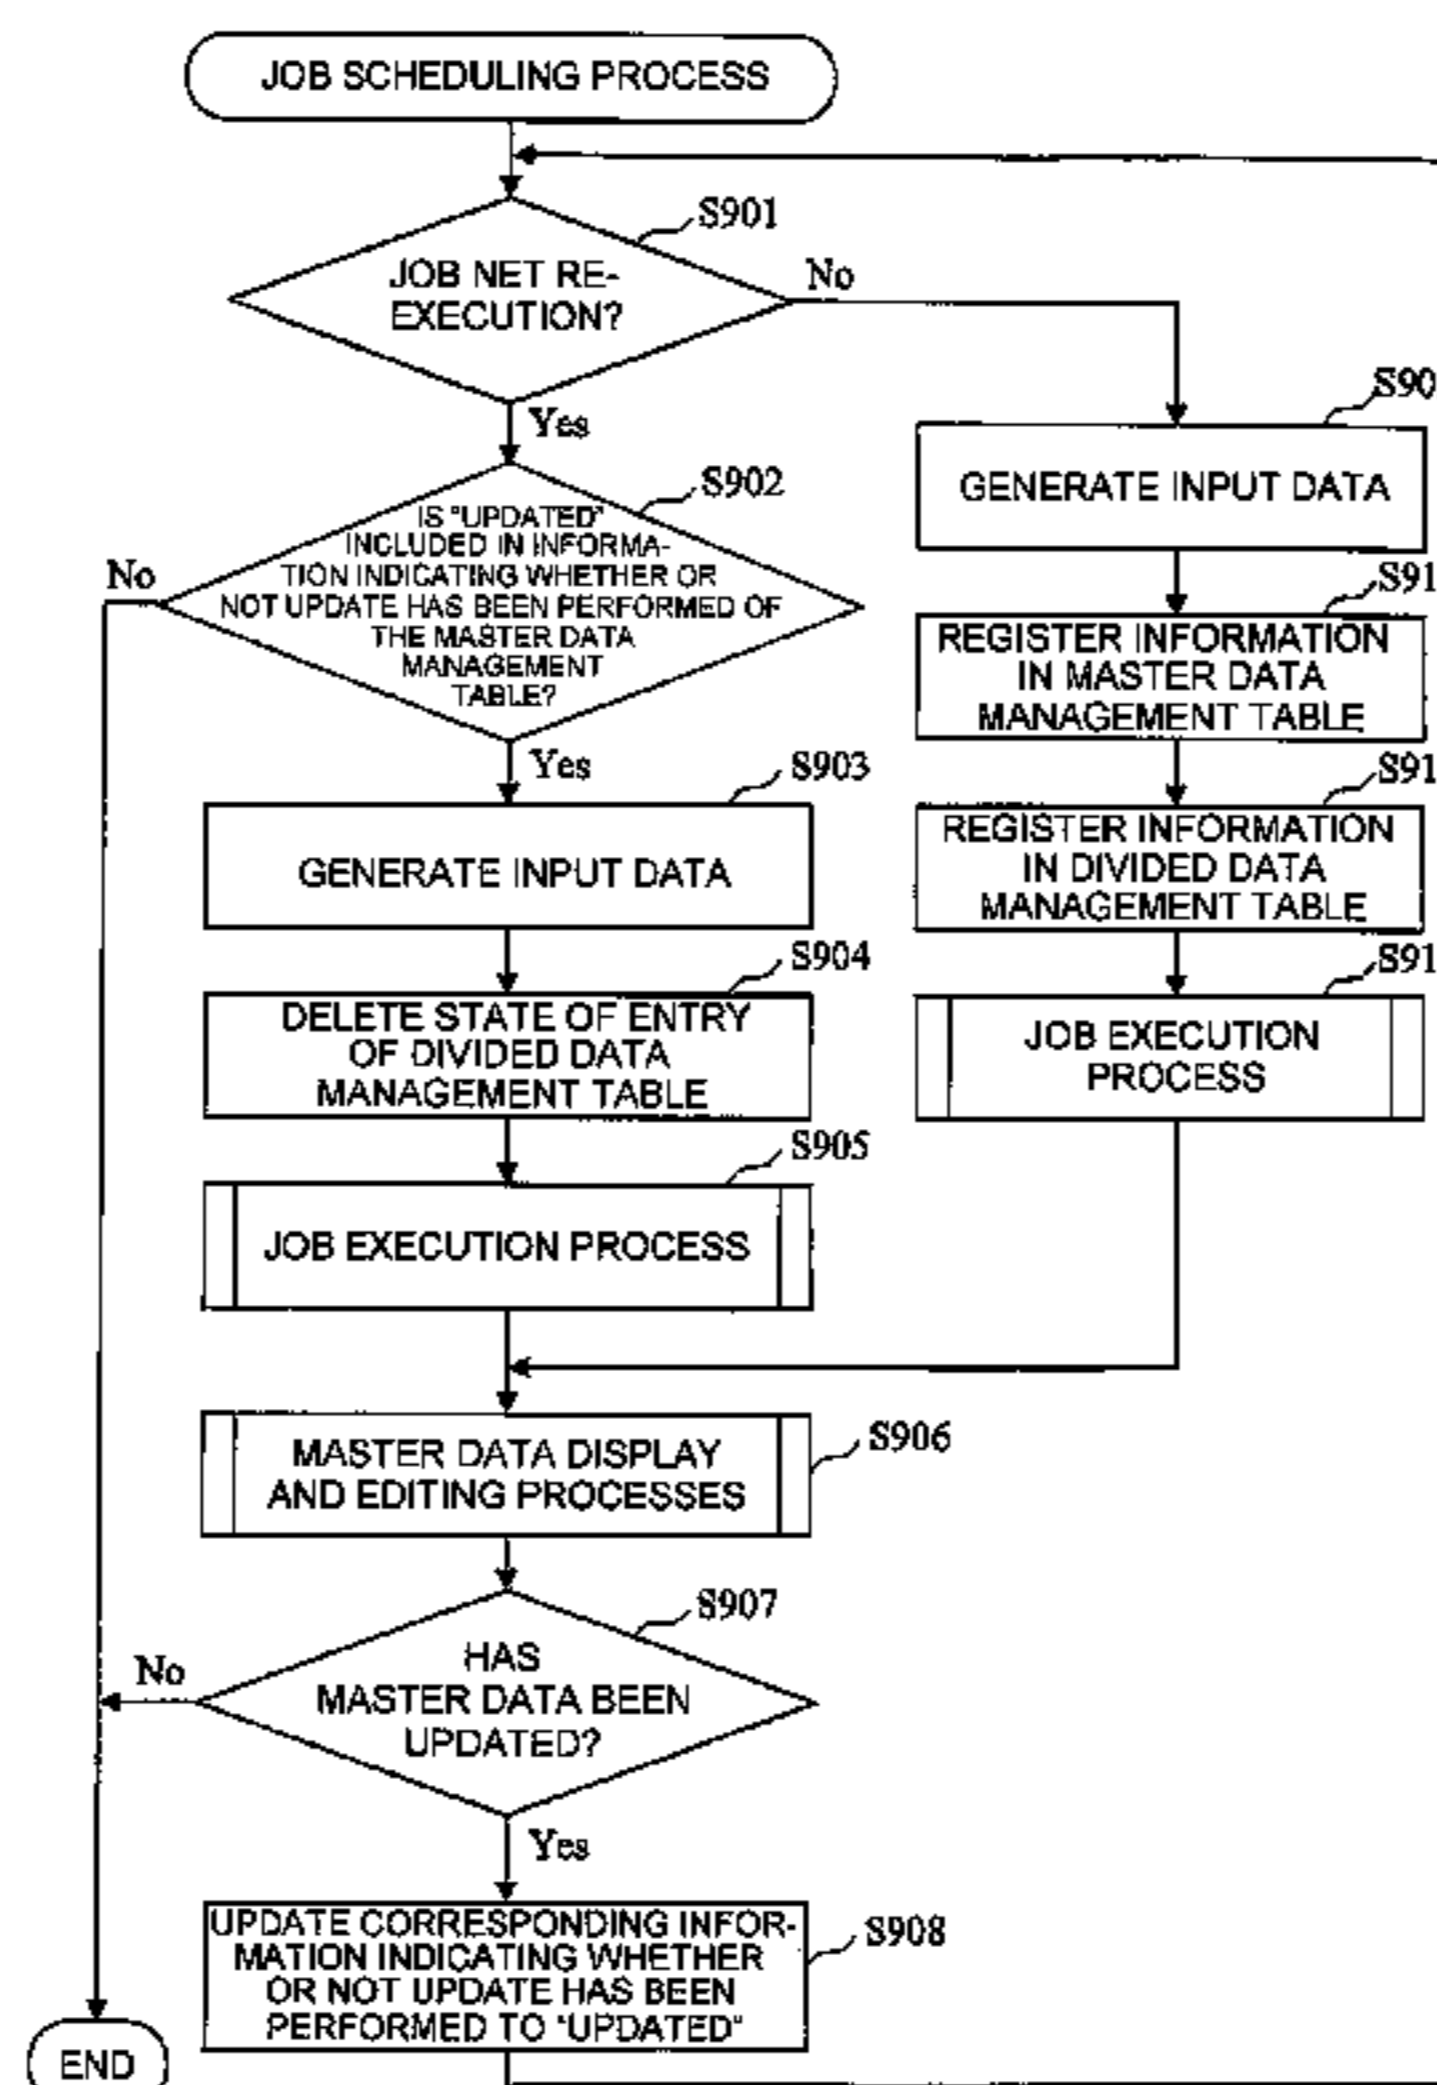 JOB SCHEDULING PROCESS
S901
JOB NET RE-
EXECUTION?
No
Yes
S902
IS "UPDATED"
INCLUDED IN INFORMA-
TION INDICATING WHETHER OR
NOT UPDATE HAS BEEN PERFORMED OF
THE MASTER DATA
MANAGEMENT
TABLE?
No
Yes
S903
GENERATE INPUT DATA
S904
DELETE STATE OF ENTRY
OF DIVIDED DATA
MANAGEMENT TABLE
S905
JOB EXECUTION PROCESS
S90
GENERATE INPUT DATA
S91
REGISTER INFORMATION
IN MASTER DATA
MANAGEMENT TABLE
S91
REGISTER INFORMATION
IN DIVIDED DATA
MANAGEMENT TABLE
S91
JOB EXECUTION
PROCESS
MASTER DATA DISPLAY
AND EDITING PROCESSES
S906
S907
HAS
MASTER DATA BEEN
UPDATED?
No
Yes
UPDATE CORRESPONDING INFOR-
MATION INDICATING WHETHER
OR NOT UPDATE HAS BEEN
PERFORMED TO "UPDATED"
S908
END